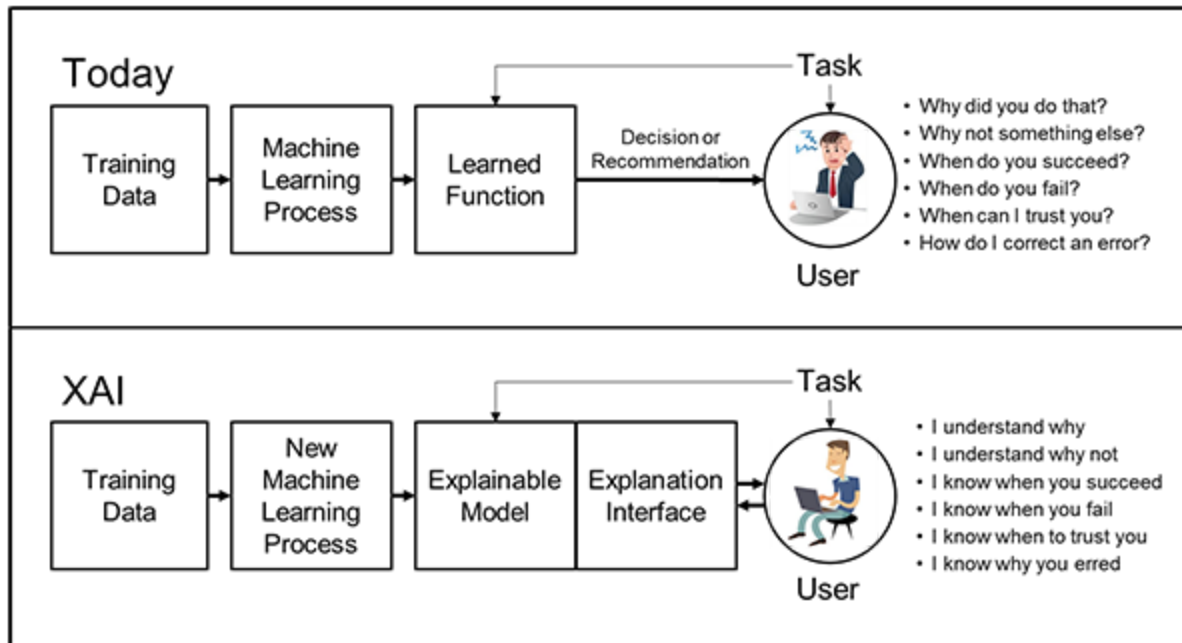 Today
Task
Training
Data
Machine
Learning
Process
Learned
Function
Decision or
Recommendation
User
• Why did you do that?
• Why not something else?
• When do you succeed?
• When do you fail?
• When can I trust you?
• How do I correct an error?
XAI
Task
Training
Data
New
Machine
Learning
Process
Explainable
Model
Explanation
Interface
User
• I understand why
• I understand why not
• I know when you succeed
• I know when you fail
• I know when to trust you
• I know why you erred